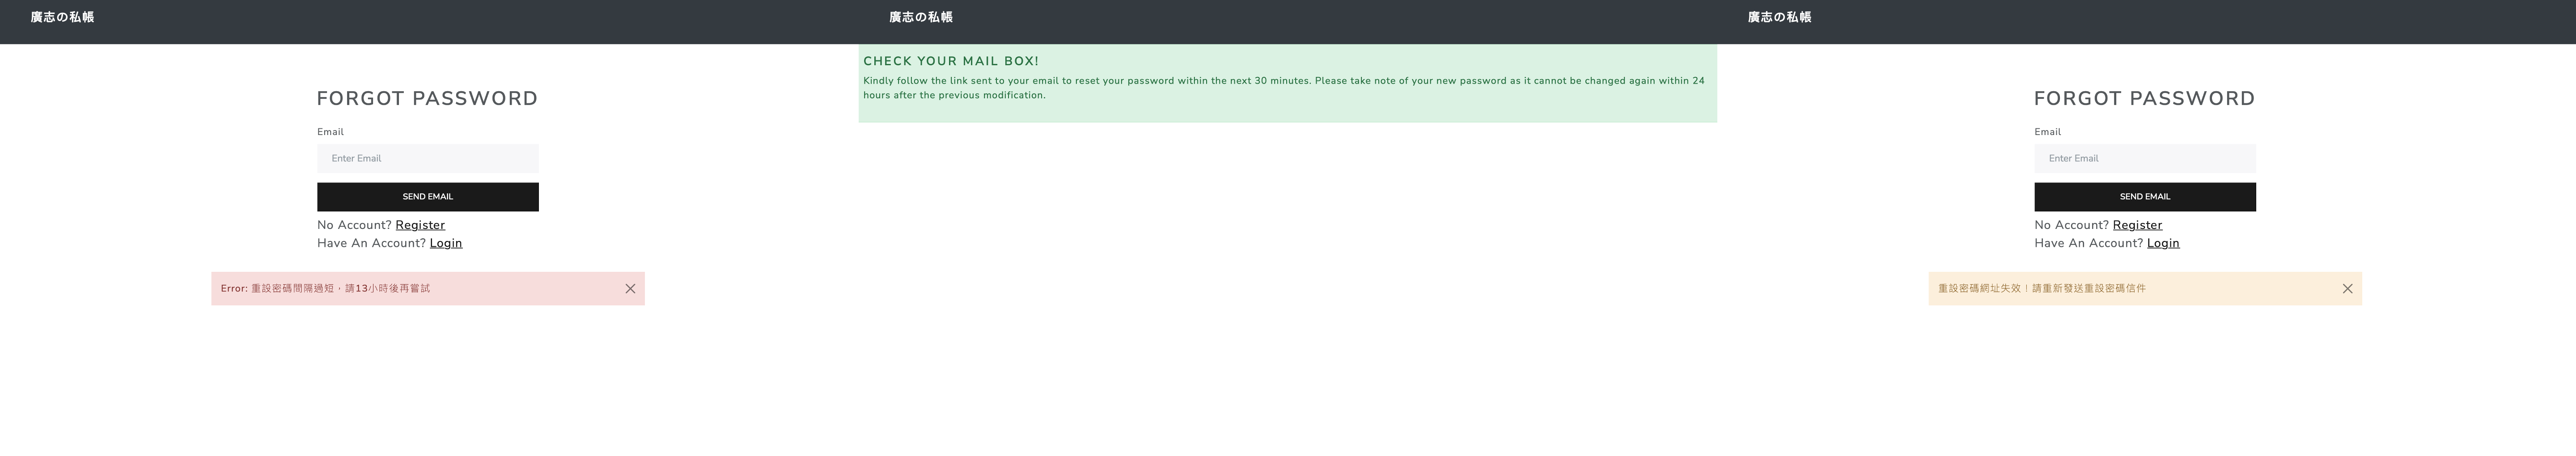 廣志の私帳
FORGOT PASSWORD
Email
Enter Email
SEND EMAIL
No Account? Register
Have An Account? Login
Error: 重設密碼間隔過短，請13小時後再嘗試
廣志の私帳
CHECK YOUR MAIL BOX!
Kindly follow the link sent to your email to reset your password within the next 30 minutes. Please take note of your new password as it cannot be changed again within 24
hours after the previous modification.
廣志の私帳
FORGOT PASSWORD
Email
Enter Email
SEND EMAIL
No Account? Register
Have An Account? Login
重設密碼網址失效！請重新發送重設密碼信件